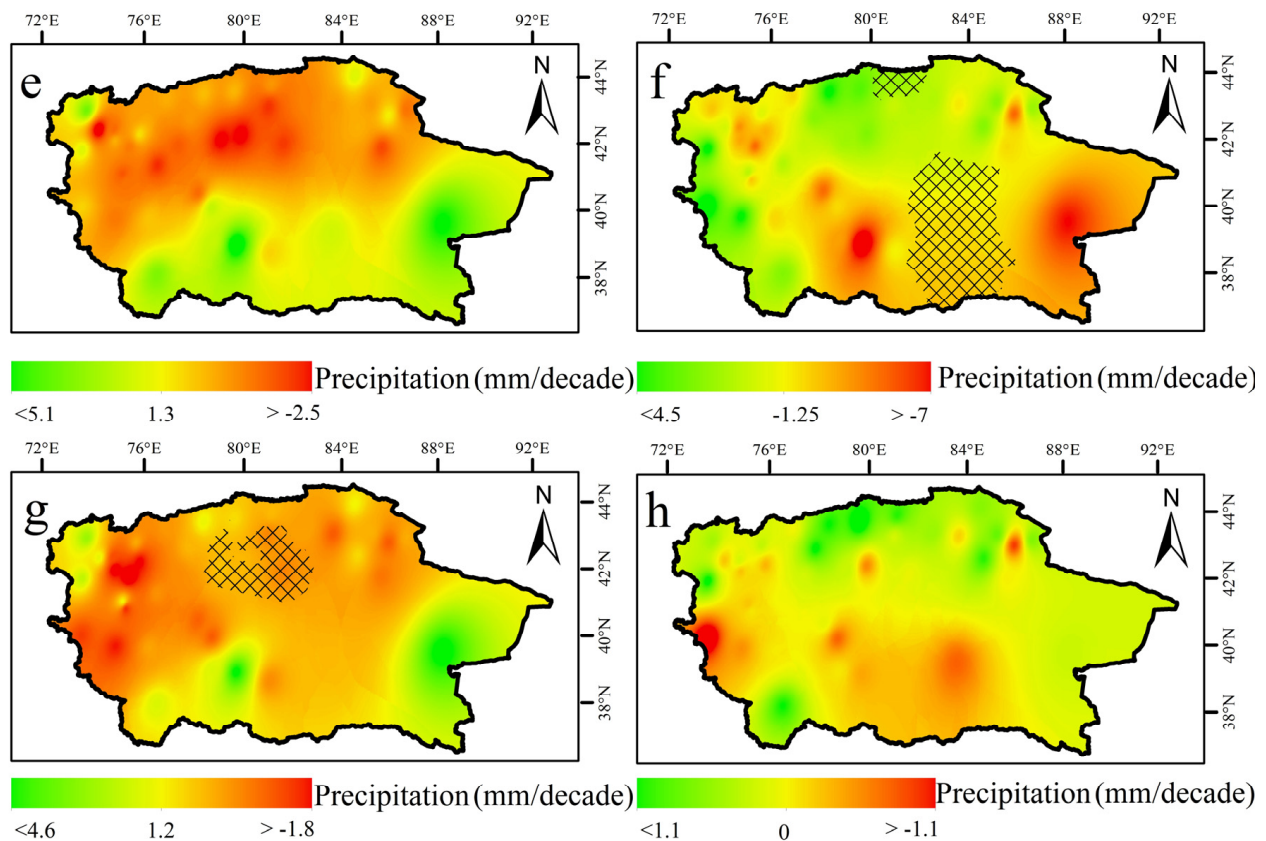 72°E 76°E 80°E 84°E 88°E 92°E
72°E 76°E 80°E 84°E 88°E 92°E
e
N
44°N
42°N
40°N
38°N
f
N
44°N
42°N
40°N
38°N
Precipitation (mm/decade)
<5.1 1.3 > -2.5
Precipitation (mm/decade)
<4.5 -1.25 > -7
72°E 76°E 80°E 84°E 88°E 92°E
72°E 76°E 80°E 84°E 88°E 92°E
g
N
44°N
42°N
40°N
38°N
h
N
44°N
42°N
40°N
38°N
Precipitation (mm/decade)
<4.6 1.2 > -1.8
Precipitation (mm/decade)
<1.1 0 > -1.1